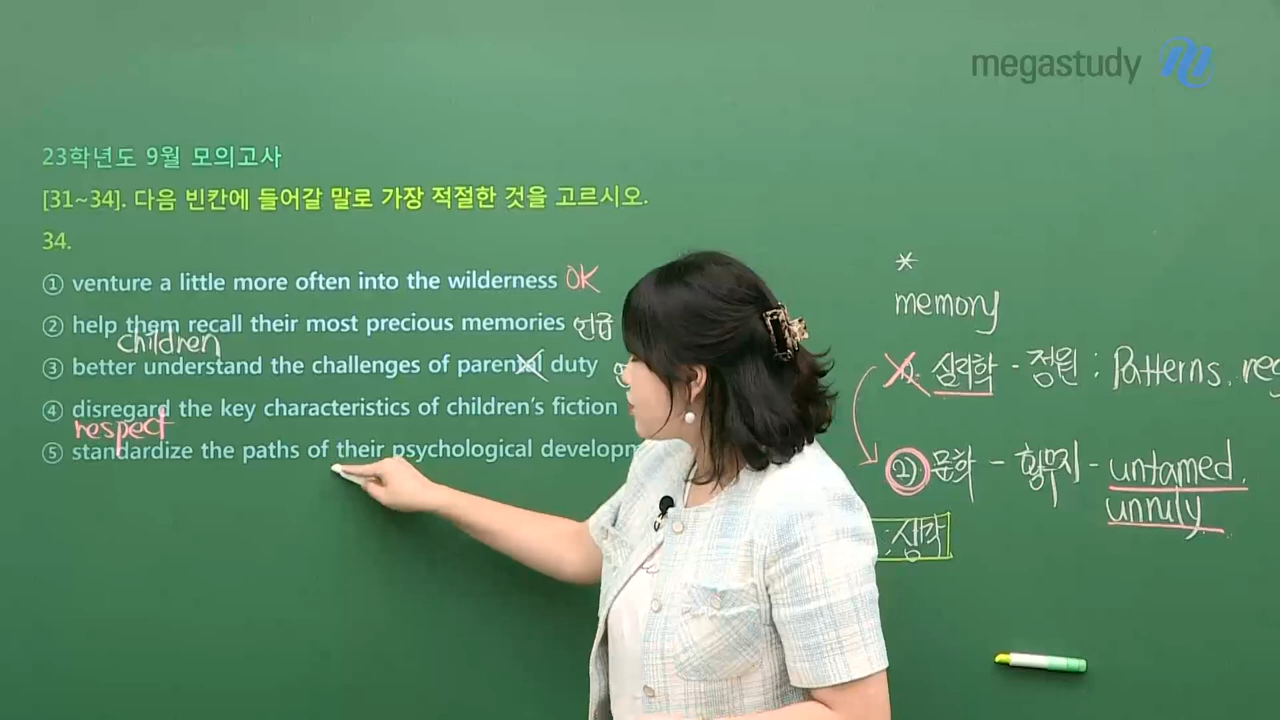 megastudy
23학년도 9월 모의고사
[31~34]. 다음 빈칸에 들어갈 말로 가장 적절한 것을 고르시오.
34.
① venture a little more often into the wilderness OK
② help them recall their most precious memories 언급
children
③ better understand the challenges of parental duty
④ disregard the key characteristics of children's fiction
respect
⑤ standardize the paths of their psychological
*
memory
심리학 - 정원 : Patterns.
2) 문학 - 황무지 - untamed.
unruly
:생각